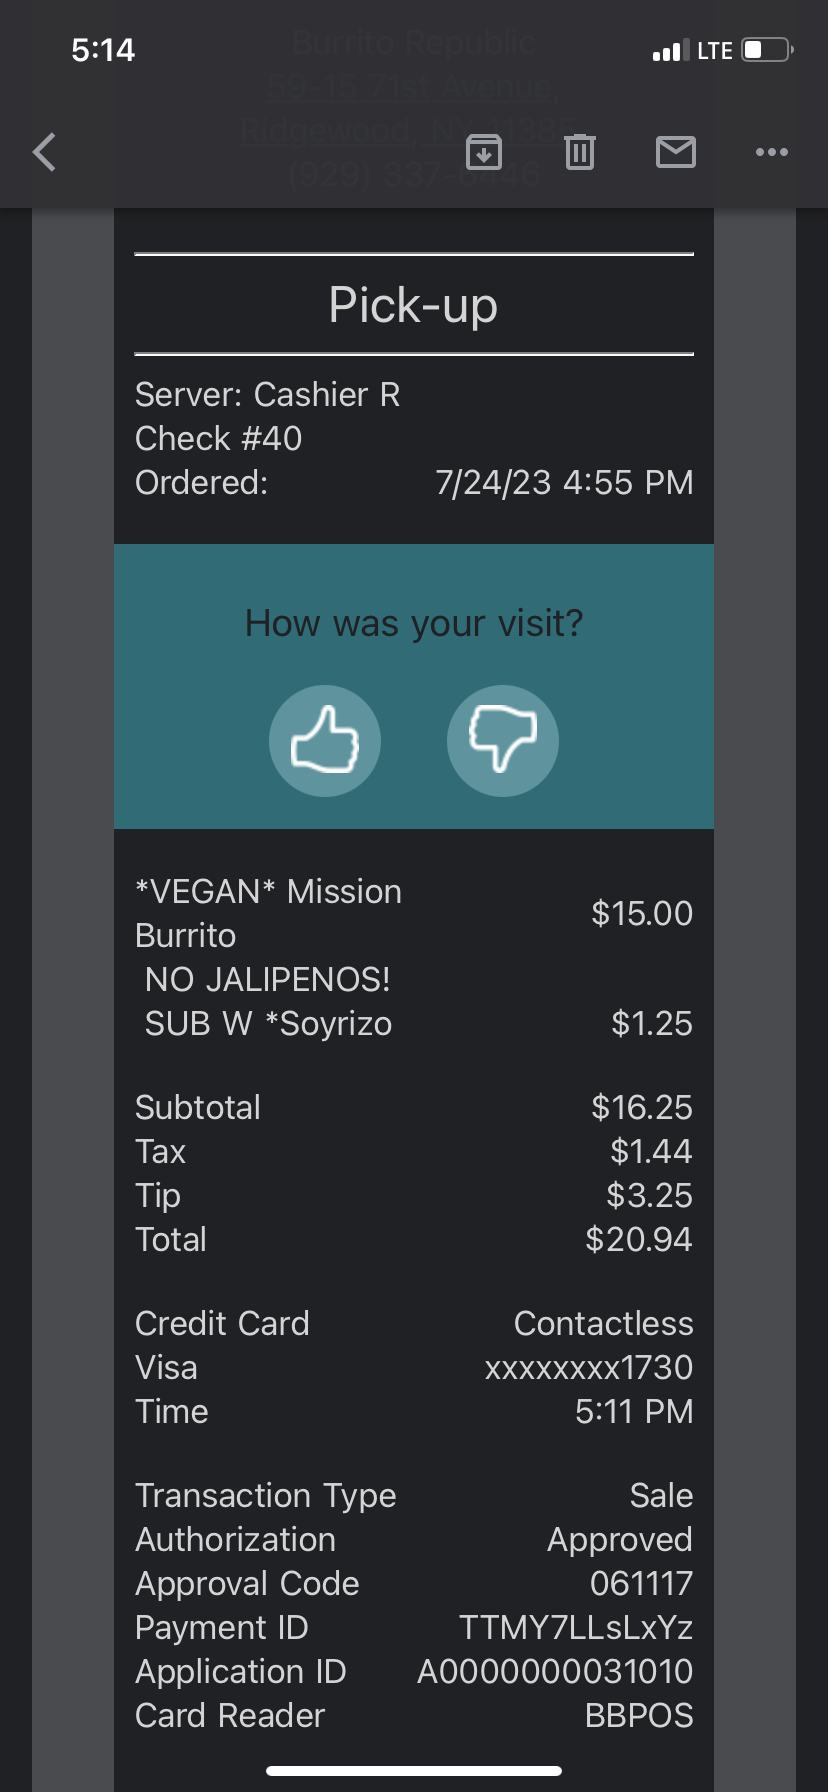 5:14
LTE
Burrito Republic
59-15 71st Avenue,
Ridgewood, NY 11385
(929) 337-6446
Pick-up
Server: Cashier R
Check #40
Ordered: 7/24/23 4:55 PM
How was your visit?
*VEGAN* Mission
Burrito $15.00
NO JALIPENOS!
SUB W *Soyrizo $1.25
Subtotal $16.25
Tax $1.44
Tip $3.25
Total $20.94
Credit Card Contactless
Visa xxxxxxxx1730
Time 5:11 PM
Transaction Type Sale
Authorization Approved
Approval Code 061117
Payment ID TTMY7LLsLxYz
Application ID A0000000031010
Card Reader BBPOS